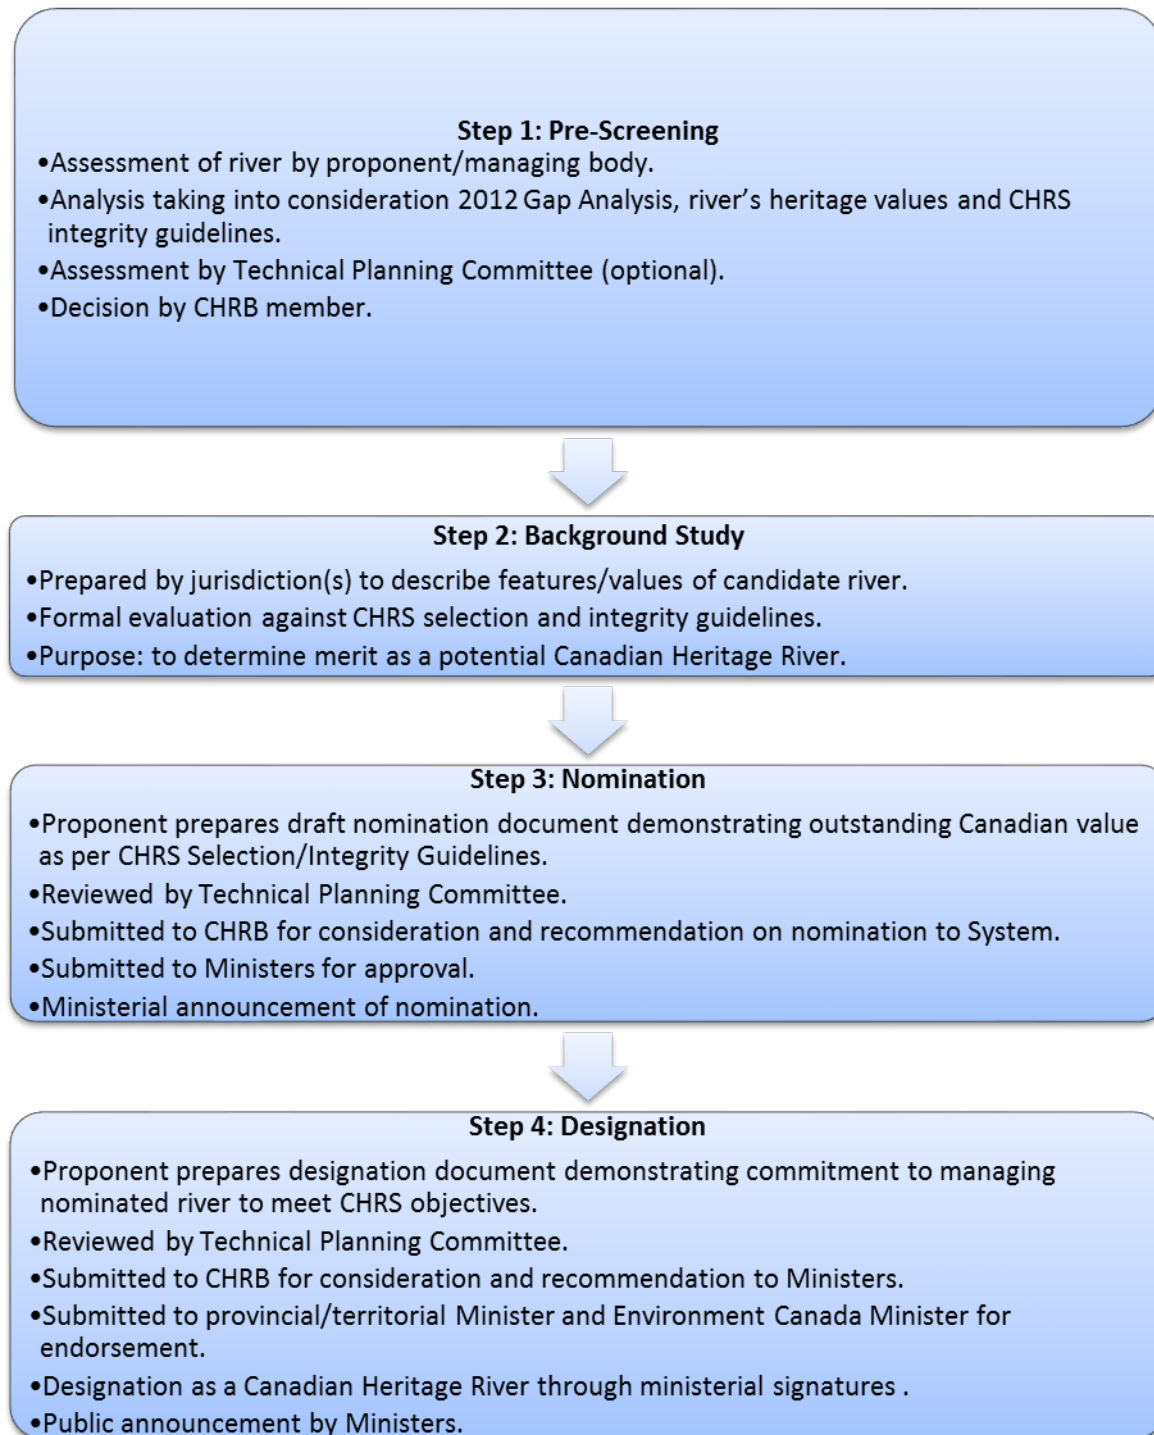 Step 1: Pre-Screening
•Assessment of river by proponent/managing body.
•Analysis taking into consideration 2012 Gap Analysis, river’s heritage values and CHRS
integrity guidelines.
•Assessment by Technical Planning Committee (optional).
•Decision by CHRB member.
Step 2: Background Study
•Prepared by jurisdiction(s) to describe features/values of candidate river.
•Formal evaluation against CHRS selection and integrity guidelines.
•Purpose: to determine merit as a potential Canadian Heritage River.
Step 3: Nomination
•Proponent prepares draft nomination document demonstrating outstanding Canadian value
as per CHRS Selection/Integrity Guidelines.
•Reviewed by Technical Planning Committee.
•Submitted to CHRB for consideration and recommendation on nomination to System.
•Submitted to Ministers for approval.
•Ministerial announcement of nomination.
Step 4: Designation
•Proponent prepares designation document demonstrating commitment to managing
nominated river to meet CHRS objectives.
•Reviewed by Technical Planning Committee.
•Submitted to CHRB for consideration and recommendation to Ministers.
•Submitted to provincial/territorial Minister and Environment Canada Minister for
endorsement.
•Designation as a Canadian Heritage River through ministerial signatures .
•Public announcement by Ministers.